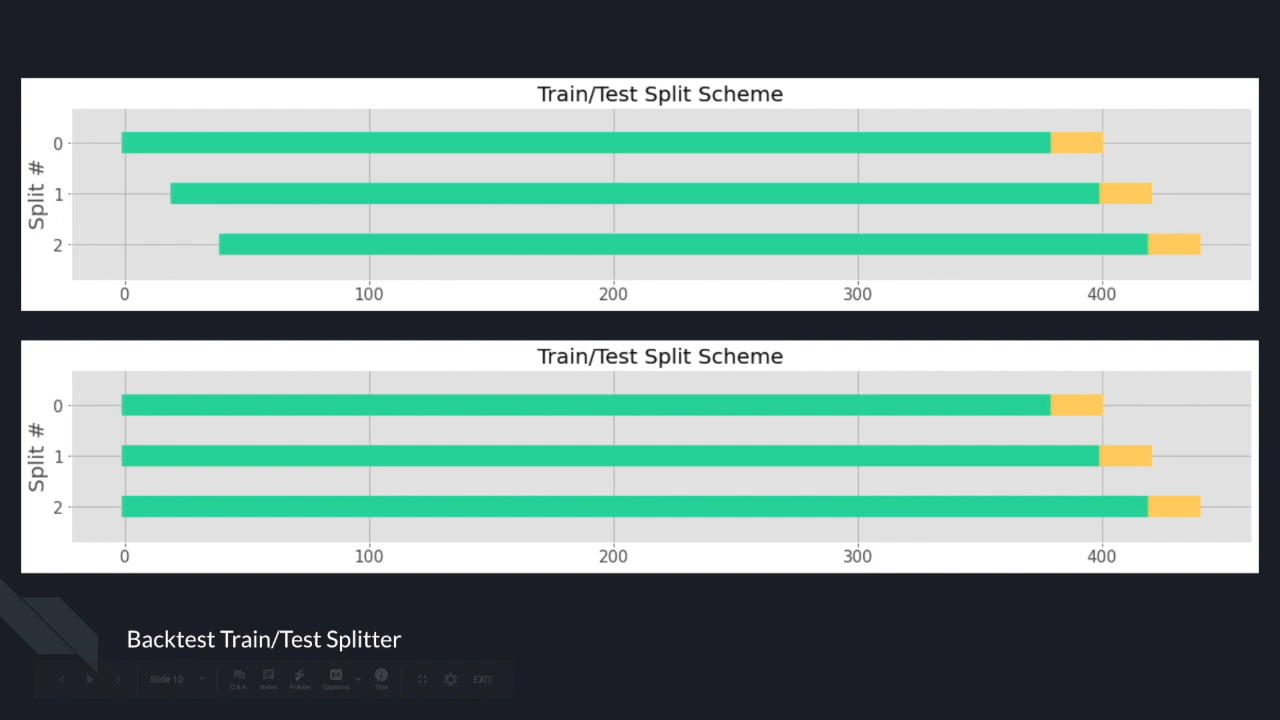 Train/Test Split Scheme
Split #
0
1
2
0 100 200 300 400
Train/Test Split Scheme
Split #
0
1
2
0 100 200 300 400
Backtest Train/Test Splitter
Slide 10 Q&A Notes Pointer Captions Tips EXIT